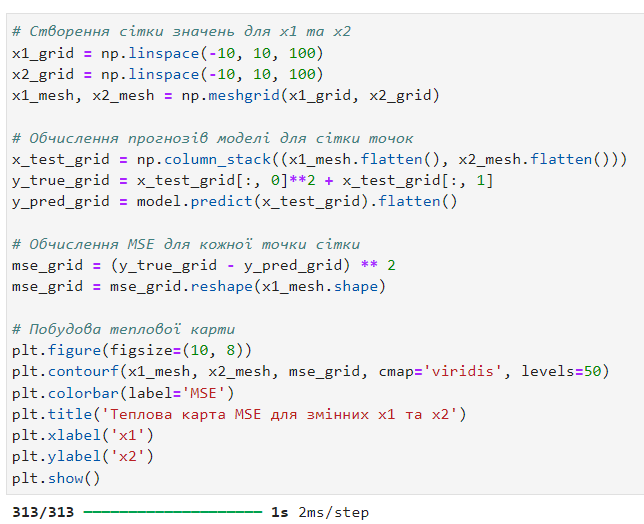 # Створення сітки значень для x1 та x2
x1_grid = np.linspace(-10, 10, 100)
x2_grid = np.linspace(-10, 10, 100)
x1_mesh, x2_mesh = np.meshgrid(x1_grid, x2_grid)
# Обчислення прогнозів моделі для сітки точок
x_test_grid = np.column_stack((x1_mesh.flatten(), x2_mesh.flatten()))
y_true_grid = x_test_grid[:, 0]**2 + x_test_grid[:, 1]
y_pred_grid = model.predict(x_test_grid).flatten()
# Обчислення MSE для кожної точки сітки
mse_grid = (y_true_grid - y_pred_grid) ** 2
mse_grid = mse_grid.reshape(x1_mesh.shape)
# Побудова теплової карти
plt.figure(figsize=(10, 8))
plt.contourf(x1_mesh, x2_mesh, mse_grid, cmap='viridis', levels=50)
plt.colorbar(label='MSE')
plt.title('Теплова карта MSE для змінних x1 та x2')
plt.xlabel('x1')
plt.ylabel('x2')
plt.show()
313/313 ━━━━━━━━━━━━━━━━━━━━ 1s 2ms/step